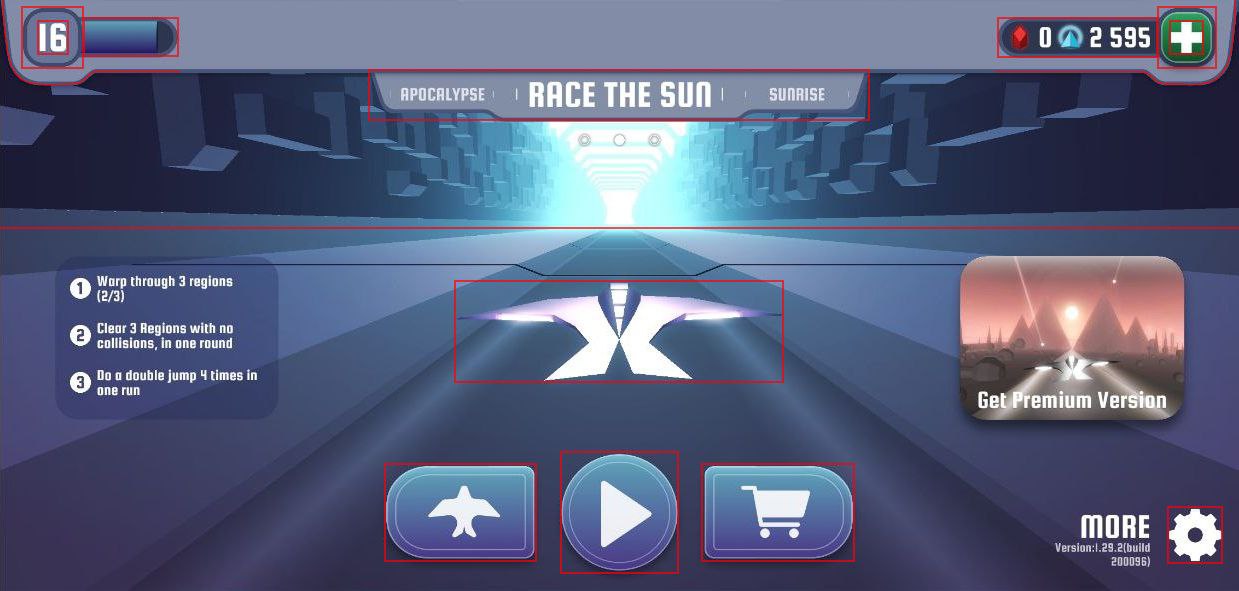 16
0 2 595
APOCALYPSE RACE THE SUN SUNRISE
1 Warp through 3 regions
(2/3)
2 Clear 3 Regions with no
collisions, in one round
3 Do a double jump 4 times in
one run
Get Premium Version
MORE
Version:1.29.2(build
200096)